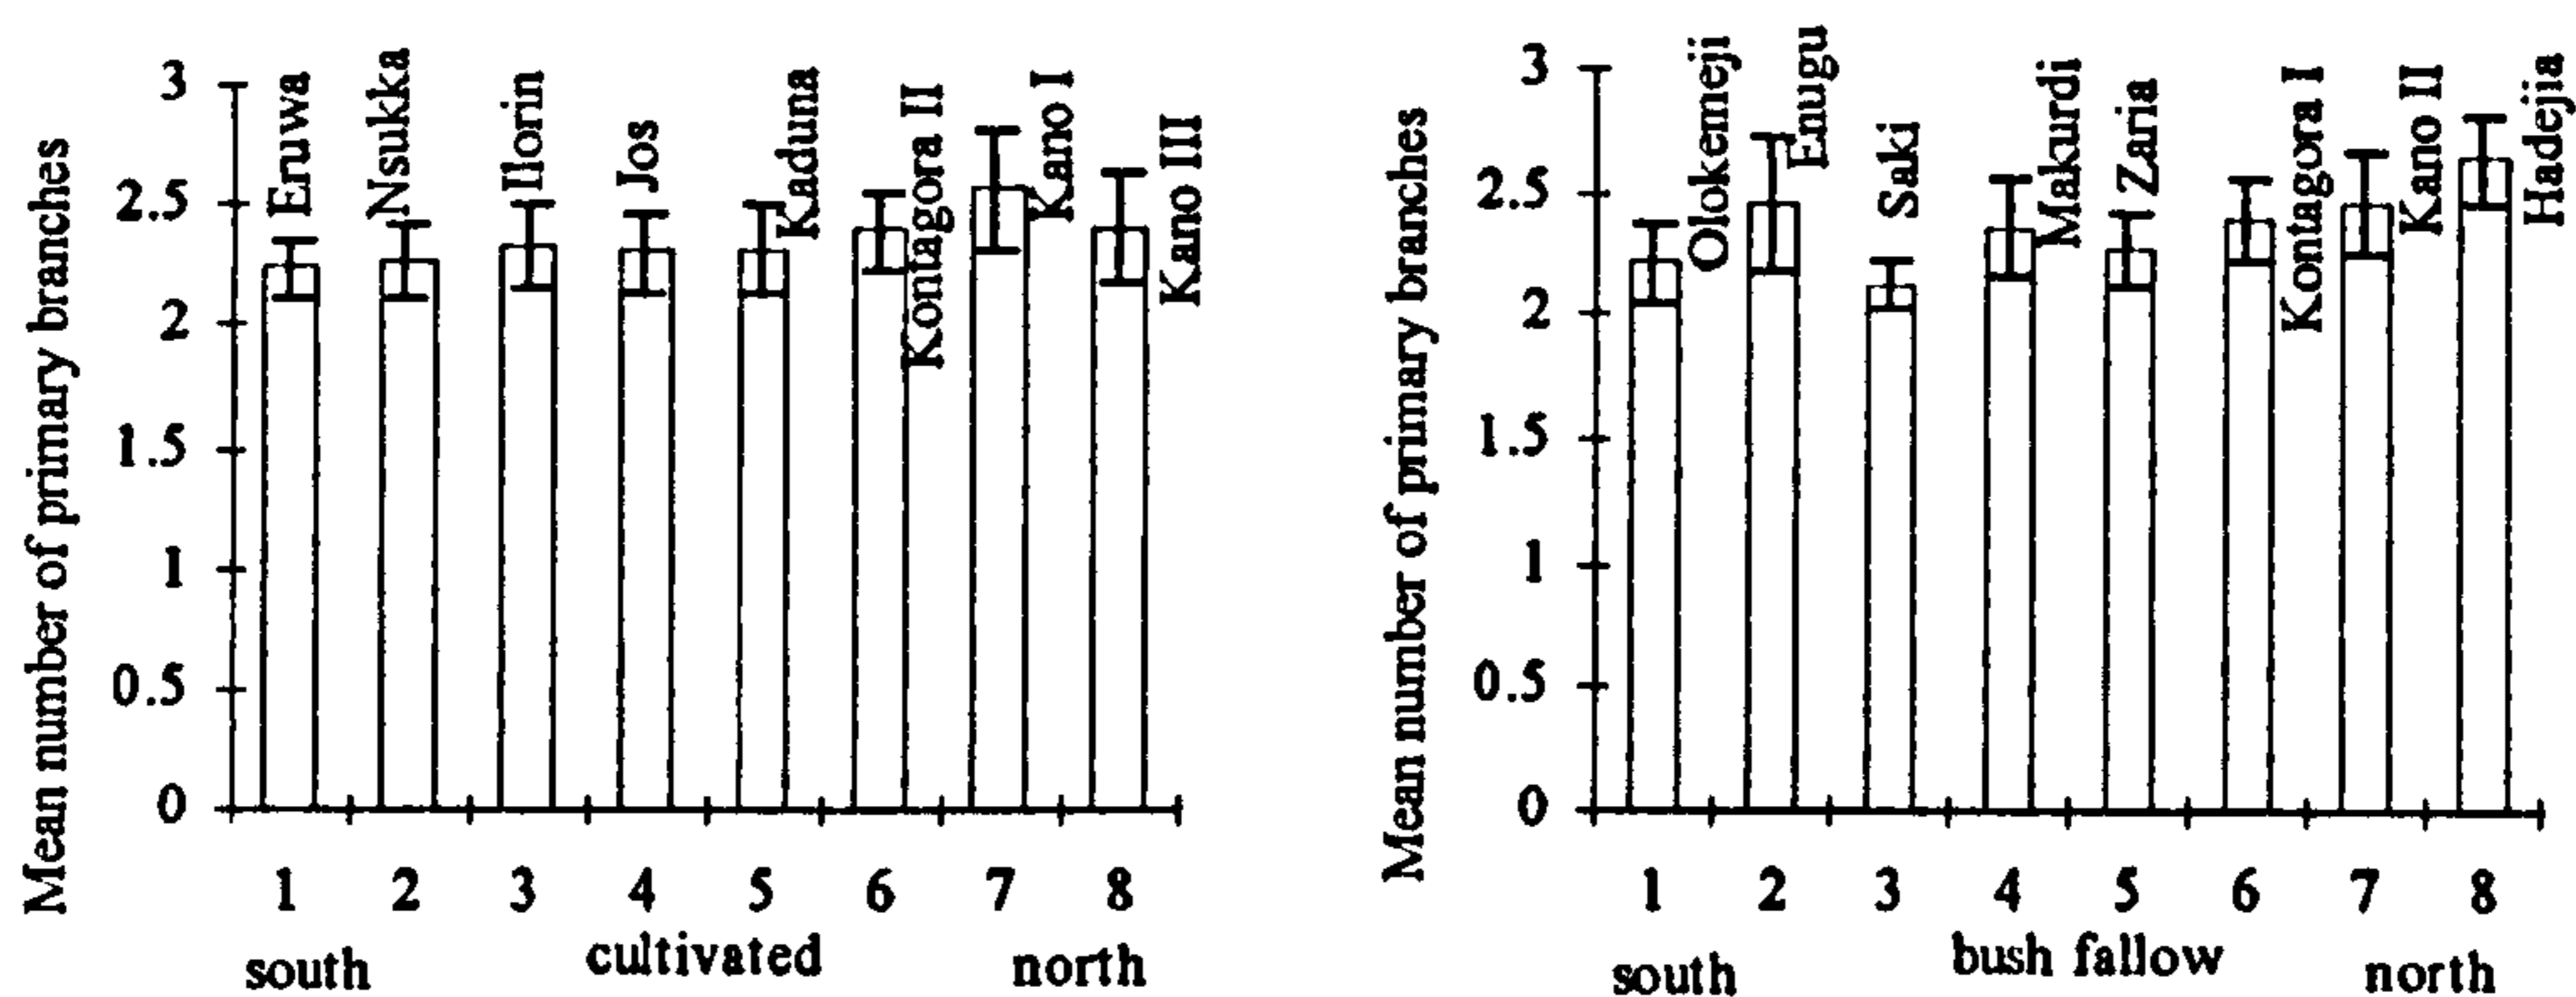 Mean number of primary branches
3
2.5
2
1.5
1
0.5
0
Eruwa
Nsukka
Ilorin
Jos
Kaduna
Kontagora II
Kano I
Kano III
1 2 3 4 5 6 7 8
south cultivated north
Mean number of primary branches
3
2.5
2
1.5
1
0.5
0
Olokemeji
Enugu
Saki
Makurdi
Zaria
Kontagora I
Kano II
Hadejia
1 2 3 4 5 6 7 8
south bush fallow north